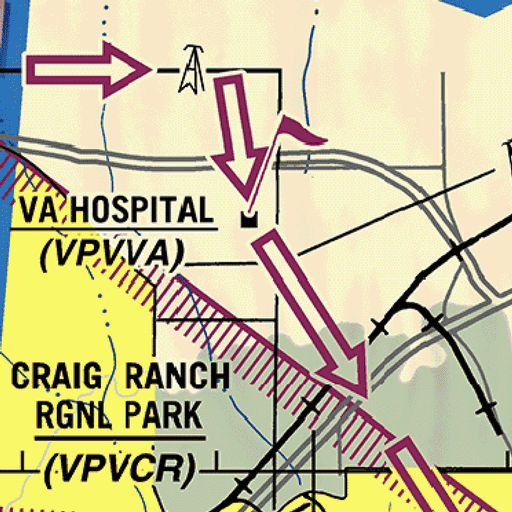 VA HOSPITAL
(VPVVA)
CRAIG RANCH
RGNL PARK
(VPVCR)